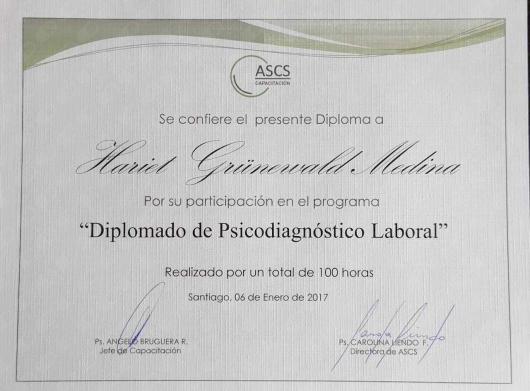 ASCS
CAPACITACIÓN
Se confiere el presente Diploma a
Hariet Grünewald Medina
Por su participación en el programa
“Diplomado de Psicodiagnóstico Laboral”
Realizado por un total de 100 horas
Santiago, 06 de Enero de 2017
Ps. ANGELO BRUGUERA R.
Jefe de Capacitación
Ps. CAROLINA LIENDO F.
Directora de ASCS